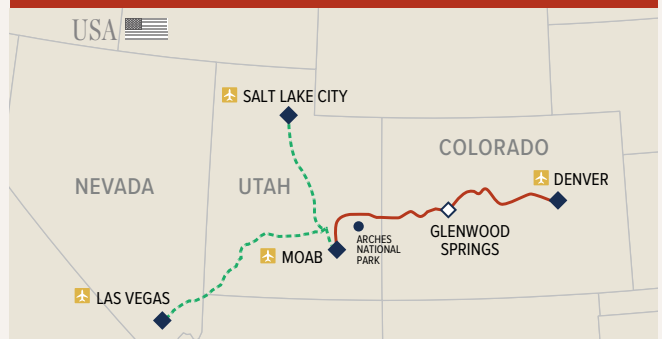 USA
SALT LAKE CITY
COLORADO
NEVADA
UTAH
DENVER
GLENWOOD
SPRINGS
ARCHES
NATIONAL
PARK
MOAB
LAS VEGAS